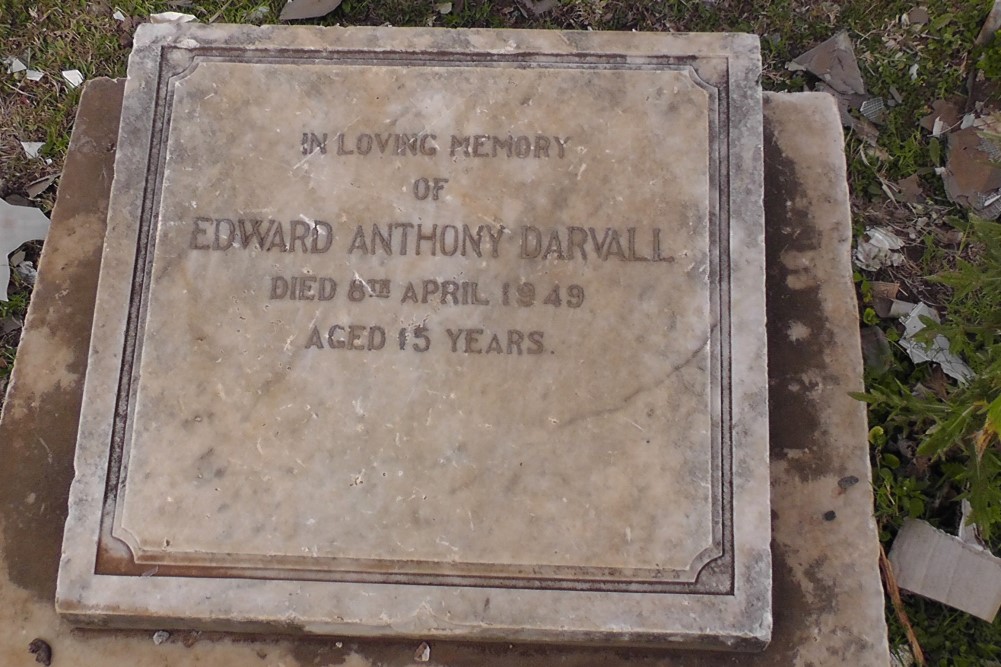 IN LOVING MEMORY
OF
EDWARD ANTHONY DARVALL
DIED 8TH APRIL 1949
AGED 15 YEARS.